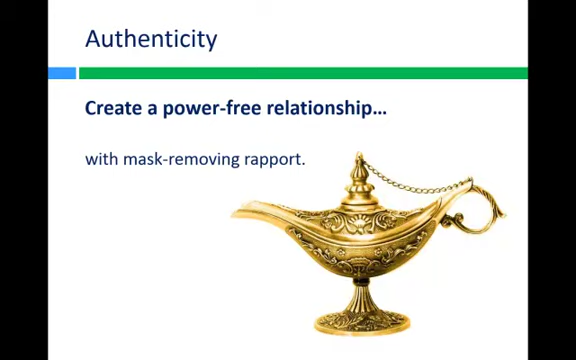 Authenticity
Create a power-free relationship…
with mask-removing rapport.